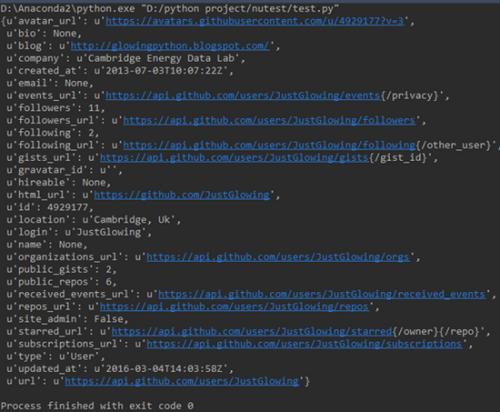 D:\Anaconda2\python.exe "D:/python project/nutest/test.py"
{u'avatar_url': u'https://avatars.githubusercontent.com/u/4929177?v=3',
u'bio': None,
u'blog': u'http://glowingpython.blogspot.com/',
u'company': u'Cambridge Energy Data Lab',
u'created_at': u'2013-07-03T10:07:22Z',
u'email': None,
u'events_url': u'https://api.github.com/users/JustGlowing/events{/privacy}',
u'followers': 11,
u'followers_url': u'https://api.github.com/users/JustGlowing/followers',
u'following': 2,
u'following_url': u'https://api.github.com/users/JustGlowing/following{/other_user}',
u'gists_url': u'https://api.github.com/users/JustGlowing/gists{/gist_id}',
u'gravatar_id': u'',
u'hireable': None,
u'html_url': u'https://github.com/JustGlowing',
u'id': 4929177,
u'location': u'Cambridge, Uk',
u'login': u'JustGlowing',
u'name': None,
u'organizations_url': u'https://api.github.com/users/JustGlowing/orgs',
u'public_gists': 2,
u'public_repos': 6,
u'received_events_url': u'https://api.github.com/users/JustGlowing/received_events',
u'repos_url': u'https://api.github.com/users/JustGlowing/repos',
u'site_admin': False,
u'starred_url': u'https://api.github.com/users/JustGlowing/starred{/owner}{/repo}',
u'subscriptions_url': u'https://api.github.com/users/JustGlowing/subscriptions',
u'type': u'User',
u'updated_at': u'2016-03-04T14:03:58Z',
u'url': u'https://api.github.com/users/JustGlowing'}
Process finished with exit code 0